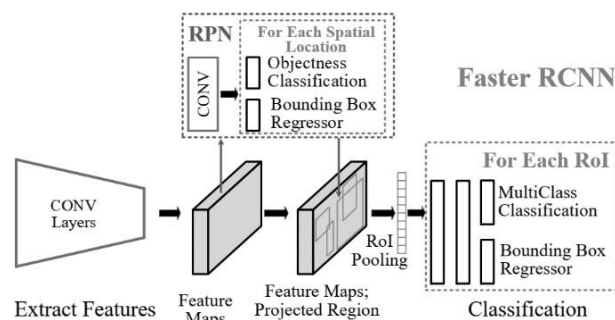 RPN
For Each Spatial
Location
CONV
Objectness
Classification
Bounding Box
Regressor
Faster RCNN
CONV
Layers
For Each RoI
MultiClass
Classification
Bounding Box
Regressor
RoI
Pooling
Extract Features
Feature
Maps
Feature Maps;
Projected Region
Classification